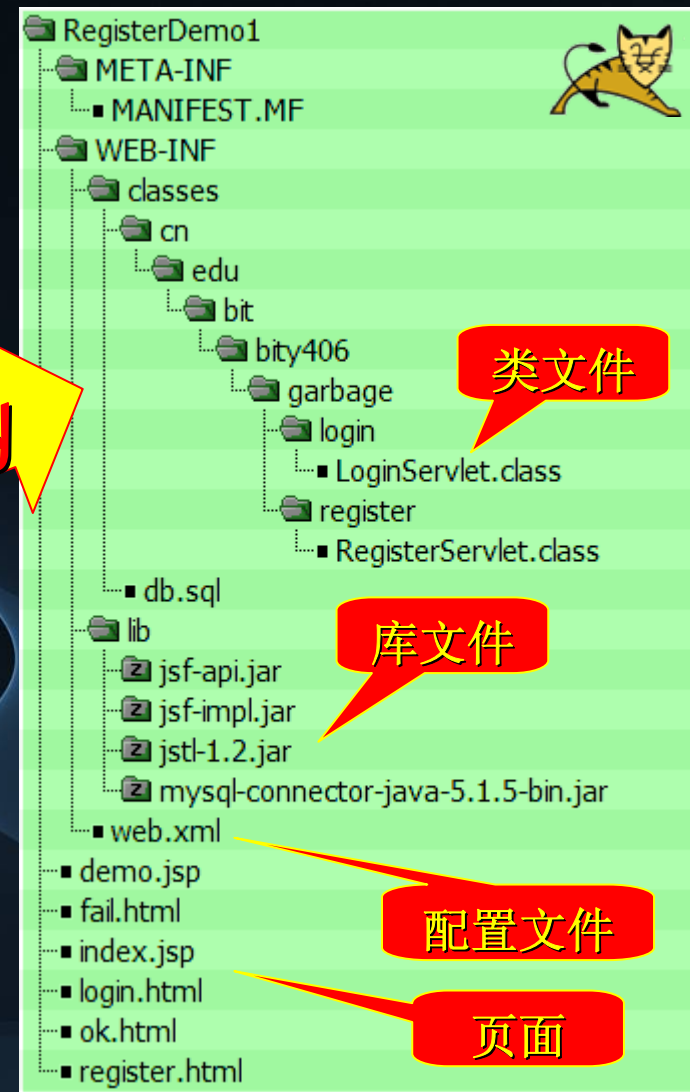 RegisterDemo1
META-INF
MANIFEST.MF
WEB-INF
classes
cn
edu
bit
bity406
类文件
garbage
login
LoginServlet.class
register
RegisterServlet.class
db.sql
lib
库文件
jsf-api.jar
jsf-impl.jar
jstl-1.2.jar
mysql-connector-java-5.1.5-bin.jar
web.xml
demo.jsp
fail.html
配置文件
index.jsp
login.html
ok.html
页面
register.html